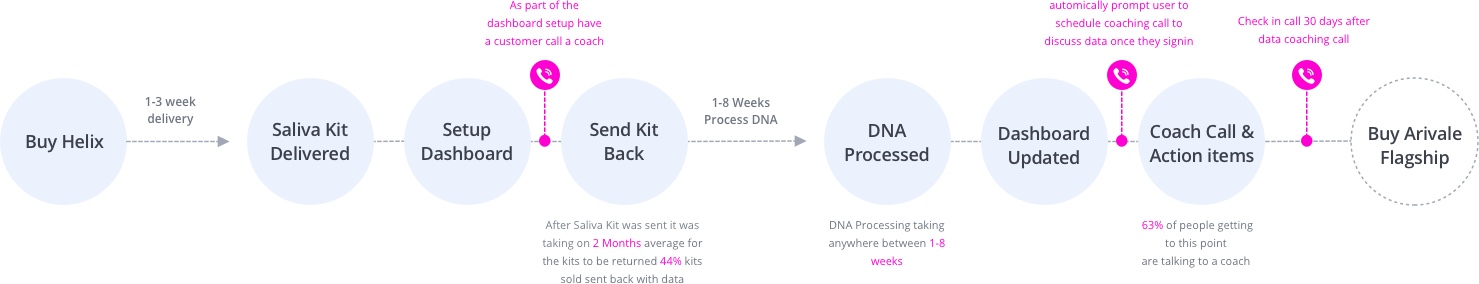 As part of the
dashboard setup have
a customer call a coach
automically prompt user to
schedule coaching call to
discuss data once they signin
Check in call 30 days after
data coaching call
Buy Helix
1-3 week
delivery
Saliva Kit
Delivered
Setup
Dashboard
Send Kit
Back
1-8 Weeks
Process DNA
DNA
Processed
Dashboard
Updated
Coach Call &
Action items
Buy Arivale
Flagship
After Saliva Kit was sent it was
taking on 2 Months average for
the kits to be returned 44% kits
sold sent back with data
DNA Processing taking
anywhere between 1-8
weeks
63% of people getting
to this point
are talking to a coach